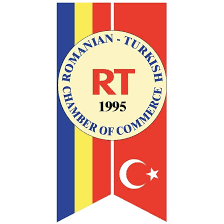 ROMANIAN - TURKISH
RT
1995
CHAMBER OF COMMERCE